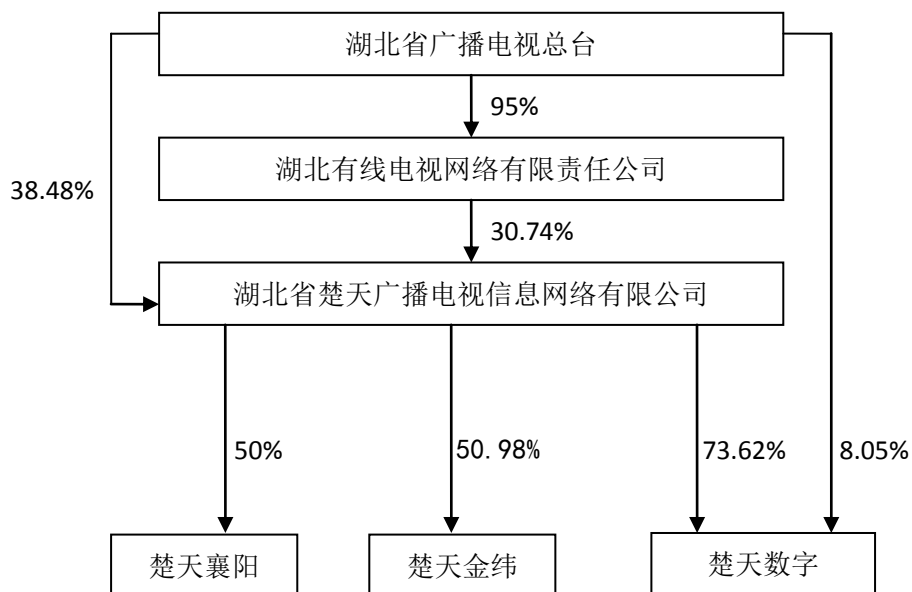 湖北省广播电视总台
95%
湖北有线电视网络有限责任公司
38.48%
30.74%
湖北省楚天广播电视信息网络有限公司
50%
50.98%
73.62%
8.05%
楚天襄阳
楚天金纬
楚天数字